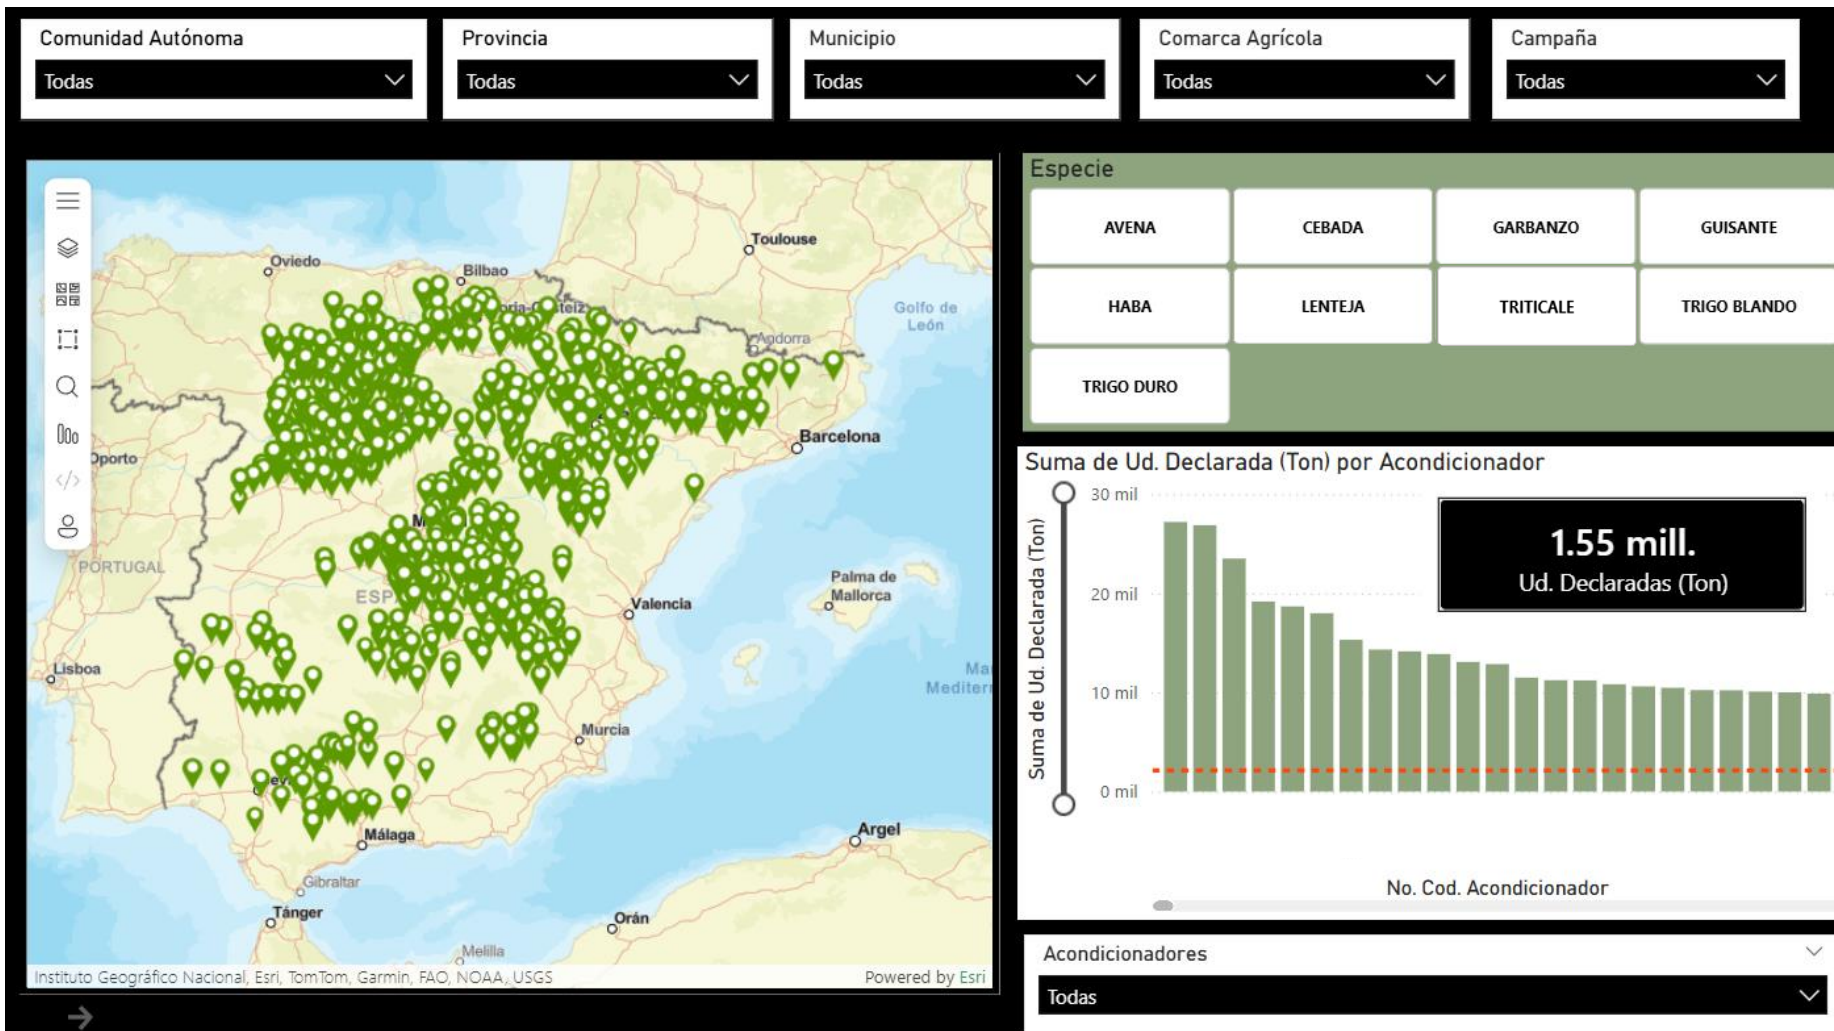 Comunidad Autónoma
Todas
Provincia
Todas
Municipio
Todas
Comarca Agrícola
Todas
Campaña
Todas
Toulouse
Oviedo
Bilbao
Golfo de
León
Andorra
Barcelona
Oporto
PORTUGAL
ESP
Palma de
Mallorca
Valencia
Lisboa
Mar
Mediterr
Murcia
Málaga
Argel
Gibraltar
Tánger
Orán
Melilla
Instituto Geográfico Nacional, Esri, TomTom, Garmin, FAO, NOAA, USGS
Powered by Esri
Especie
AVENA
CEBADA
GARBANZO
GUISANTE
HABA
LENTEJA
TRITICALE
TRIGO BLANDO
TRIGO DURO
Suma de Ud. Declarada (Ton) por Acondicionador
Suma de Ud. Declarada (Ton)
30 mil
20 mil
10 mil
0 mil
1.55 mill.
Ud. Declaradas (Ton)
No. Cod. Acondicionador
Acondicionadores
Todas